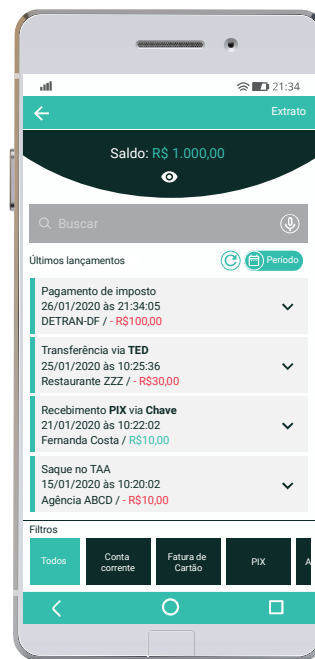 21:34
Extrato
Saldo: R$ 1.000,00
Buscar
Últimos lançamentos
Período
Pagamento de imposto
26/01/2020 às 21:34:05
DETRAN-DF / - R$100,00
Transferência via TED
25/01/2020 às 10:25:36
Restaurante ZZZ / - R$30,00
Recebimento PIX via Chave
21/01/2020 às 10:22:02
Fernanda Costa / R$10,00
Saque no TAA
15/01/2020 às 10:20:02
Agência ABCD / - R$10,00
Filtros
Todos
Conta
corrente
Fatura de
Cartão
PIX
A